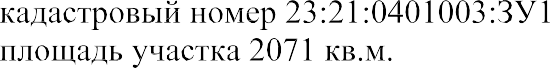 кадастровый номер 23:21:0401003:ЗУ1
площадь участка 2071 кв.м.